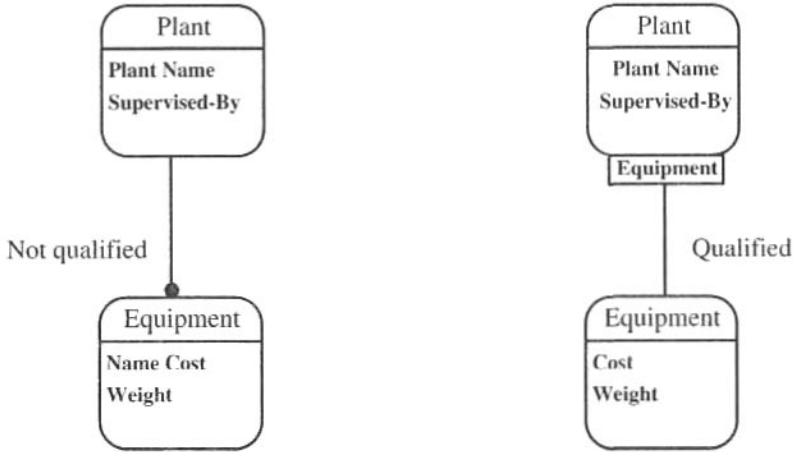 Plant
Plant Name
Supervised-By
Not qualified
Equipment
Name Cost
Weight
Plant
Plant Name
Supervised-By
Equipment
Qualified
Equipment
Cost
Weight